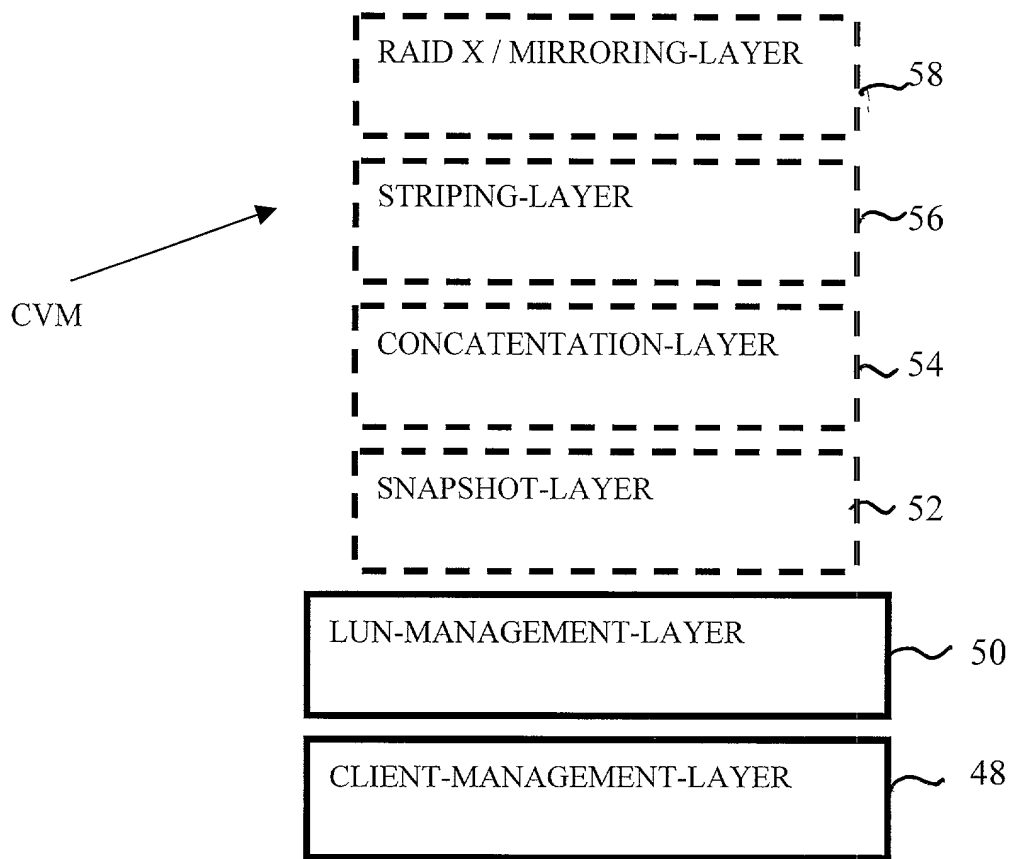 RAID X / MIRRORING-LAYER
58
STRIPING-LAYER
56
CVM
CONCATENTATION-LAYER
54
SNAPSHOT-LAYER
52
LUN-MANAGEMENT-LAYER
50
CLIENT-MANAGEMENT-LAYER
48